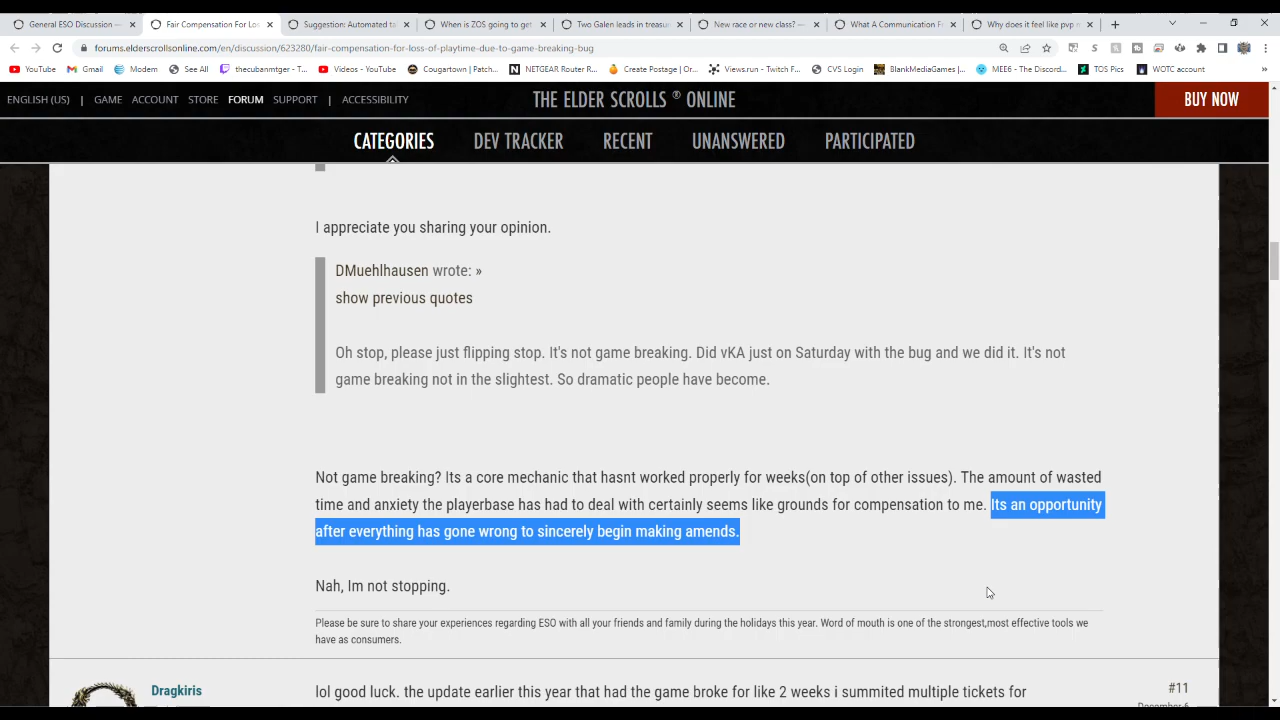 General ESO Discussion —
Fair Compensation For Los
Suggestion: Automated ta
When is ZOS going to get
Two Galen leads in treasur
New race or new class? —
What A Communication F
Why does it feel like pvp n
forums.elderscrollsonline.com/en/discussion/623280/fair-compensation-for-loss-of-playtime-due-to-game-breaking-bug
YouTube
Gmail
Modem
See All
thecubanmtger - T...
Videos - YouTube
Cougartown | Patch...
NETGEAR Router R...
Create Postage | Or...
Views.run - Twitch F...
CVS Login
BlankMediaGames |...
MEE6 - The Discord...
TOS Pics
WOTC account
»
ENGLISH (US) | GAME ACCOUNT STORE FORUM SUPPORT | ACCESSIBILITY
THE ELDER SCROLLS ® ONLINE
BUY NOW
CATEGORIES DEV TRACKER RECENT UNANSWERED PARTICIPATED
I appreciate you sharing your opinion.
DMuehlhausen wrote: »
show previous quotes
Oh stop, please just flipping stop. It's not game breaking. Did vKA just on Saturday with the bug and we did it. It's not
game breaking not in the slightest. So dramatic people have become.
Not game breaking? Its a core mechanic that hasnt worked properly for weeks(on top of other issues). The amount of wasted
time and anxiety the playerbase has had to deal with certainly seems like grounds for compensation to me. Its an opportunity
after everything has gone wrong to sincerely begin making amends.
Nah, Im not stopping.
Please be sure to share your experiences regarding ESO with all your friends and family during the holidays this year. Word of mouth is one of the strongest,most effective tools we
have as consumers.
Dragkiris
lol good luck. the update earlier this year that had the game broke for like 2 weeks i summited multiple tickets for
#11
December 6